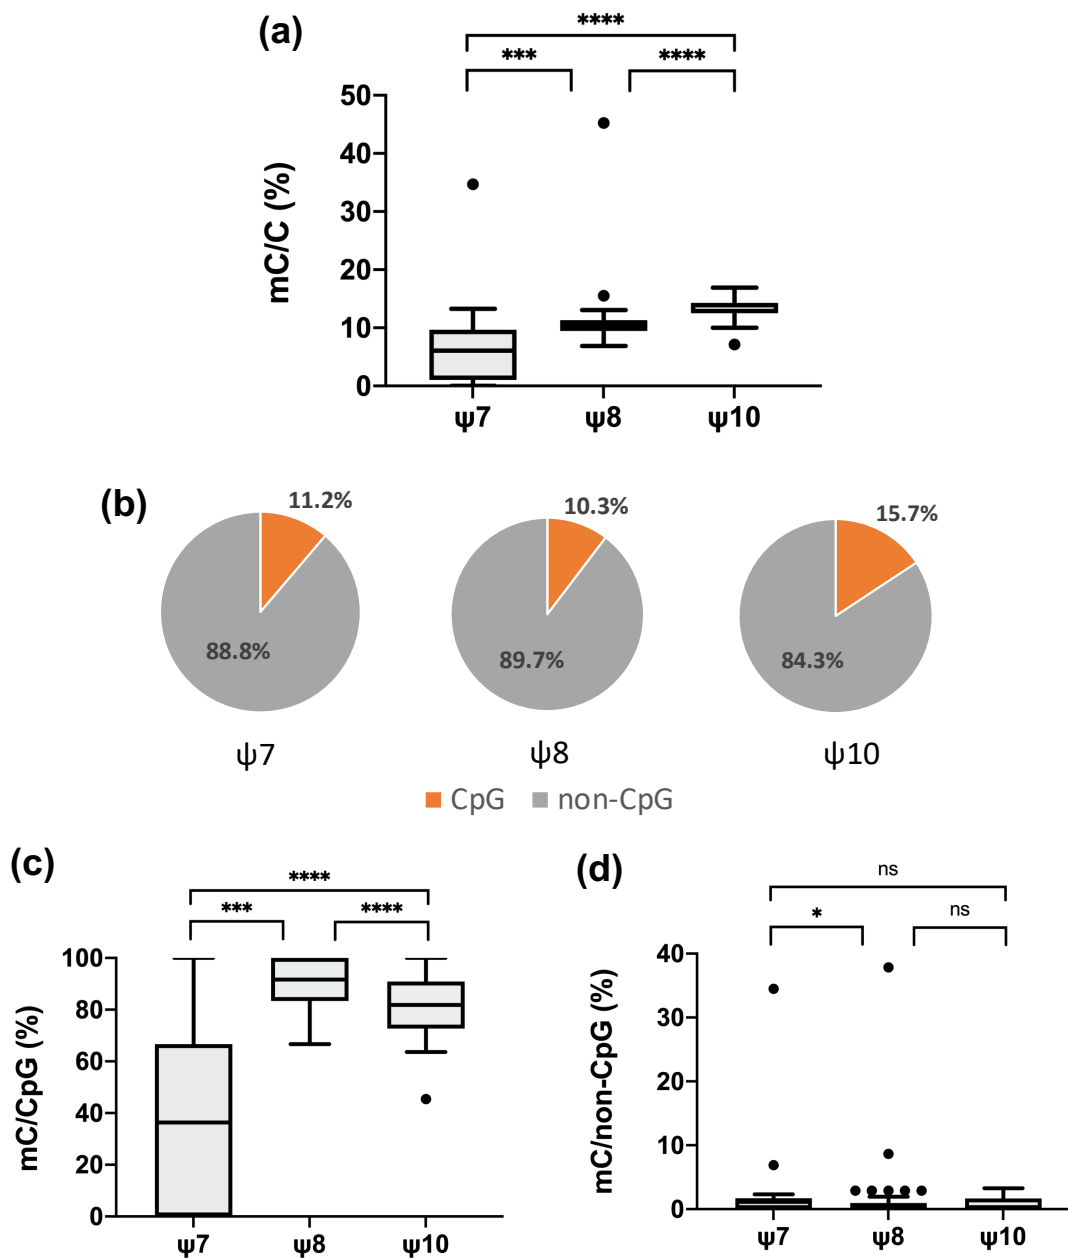 (a)
****
***
****
mC/C (%)
50
40
30
20
10
0
ψ7
ψ8
ψ10
(b)
11.2%
10.3%
15.7%
88.8%
89.7%
84.3%
ψ7
ψ8
ψ10
CpG
non-CpG
(c)
****
***
****
mC/CpG (%)
100
80
60
40
20
0
ψ7
ψ8
ψ10
(d)
ns
*
ns
mC/non-CpG (%)
40
30
20
10
0
ψ7
ψ8
ψ10